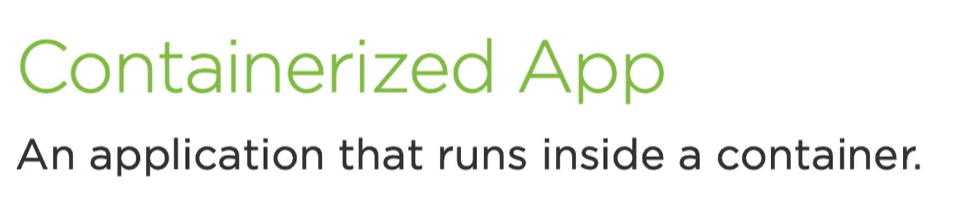 Containerized App
An application that runs inside a container.